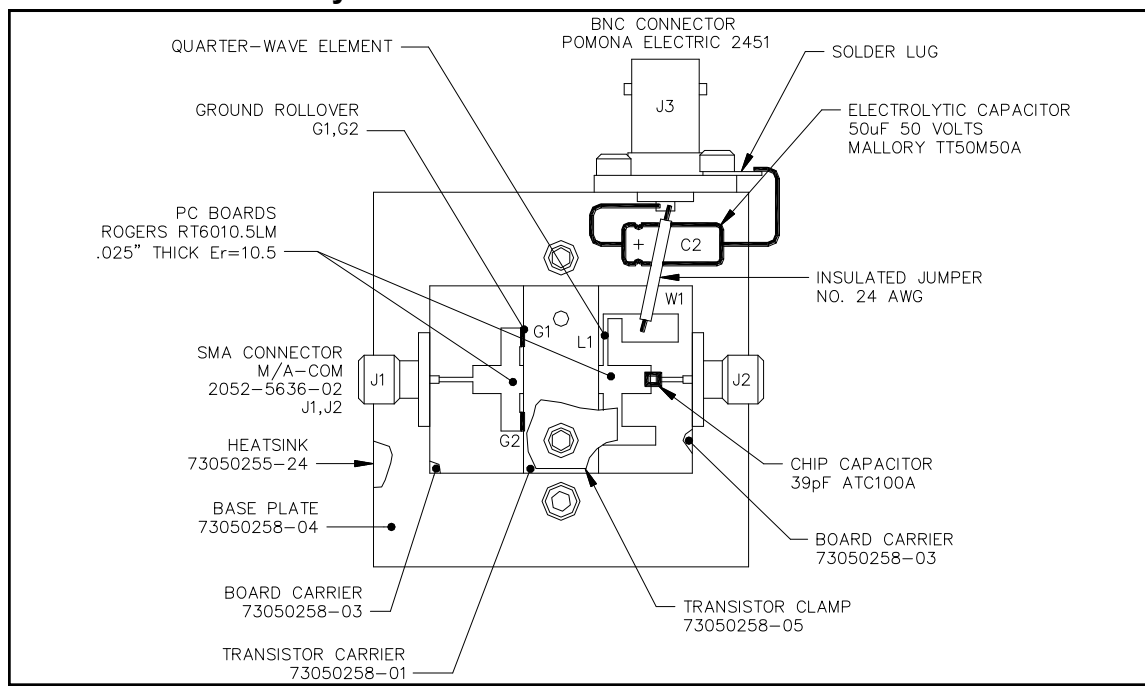 BNC CONNECTOR
POMONA ELECTRIC 2451
QUARTER-WAVE ELEMENT
SOLDER LUG
J3
GROUND ROLLOVER
G1,G2
ELECTROLYTIC CAPACITOR
50uF 50 VOLTS
MALLORY TT50M50A
PC BOARDS
ROGERS RT6010.5LM
.025" THICK Er=10.5
+ C2
INSULATED JUMPER
NO. 24 AWG
W1
G1
L1
SMA CONNECTOR
M/A-COM
2052-5636-02
J1,J2
J1
J2
G2
HEATSINK
73050255-24
CHIP CAPACITOR
39pF ATC100A
BASE PLATE
73050258-04
BOARD CARRIER
73050258-03
BOARD CARRIER
73050258-03
TRANSISTOR CLAMP
73050258-05
TRANSISTOR CARRIER
73050258-01